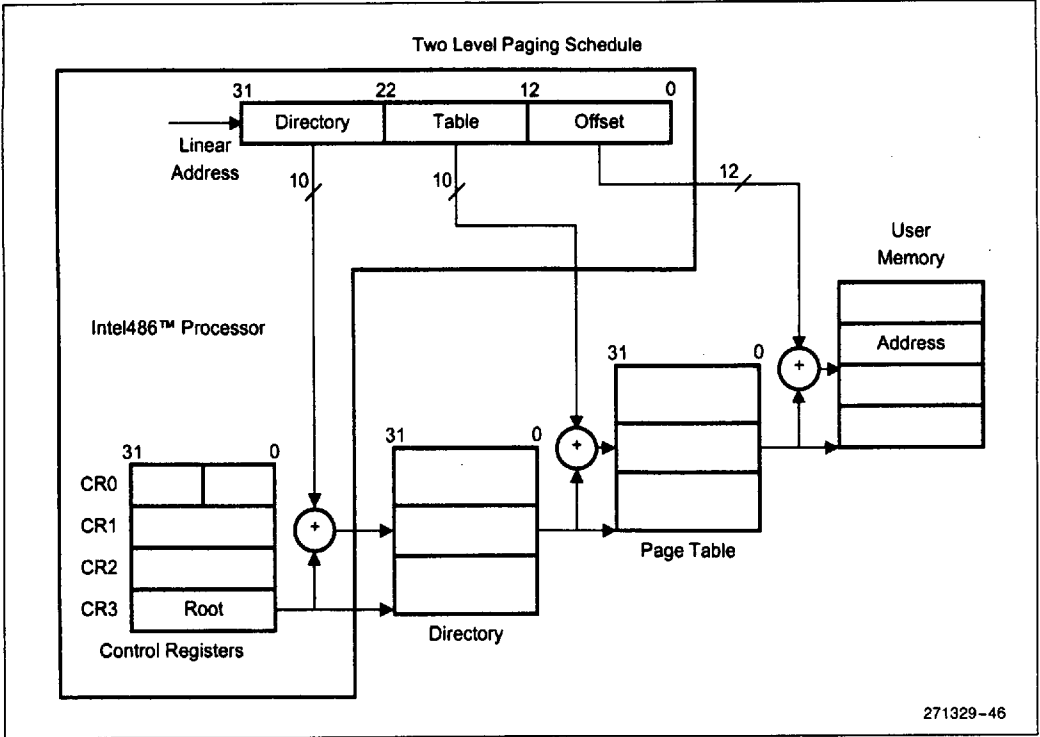 Two Level Paging Schedule
31 22 12 0
Directory Table Offset
Linear
Address
10 10 12
User
Memory
Intel486™ Processor
Address
31 0
+
31 0
+
31 0
CR0
+
CR1
CR2
Page Table
CR3 Root
Directory
Control Registers
271329-46